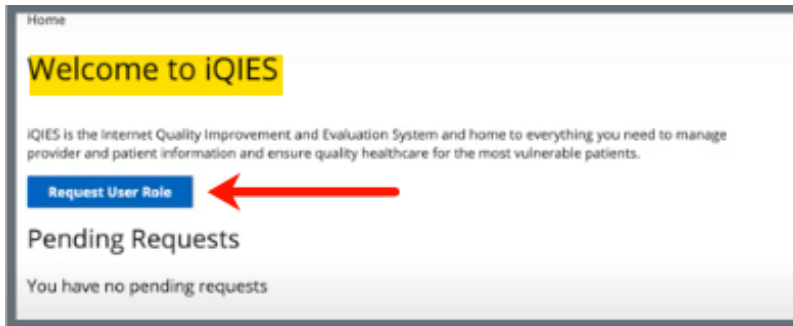 Home
Welcome to iQIES
iQIES is the Internet Quality Improvement and Evaluation System and home to everything you need to manage
provider and patient information and ensure quality healthcare for the most vulnerable patients.
Request User Role
Pending Requests
You have no pending requests